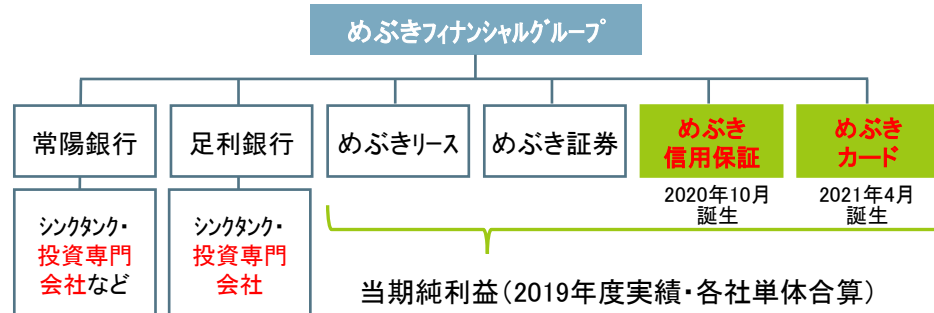 めぶきフィナンシャルグループ
常陽銀行
足利銀行
めぶきリース
めぶき証券
めぶき
信用保証
めぶき
カード
2020年10月
誕生
2021年4月
誕生
シンクタンク・
投資専門
会社など
シンクタンク・
投資専門
会社
当期純利益(2019年度実績・各社単体合算)